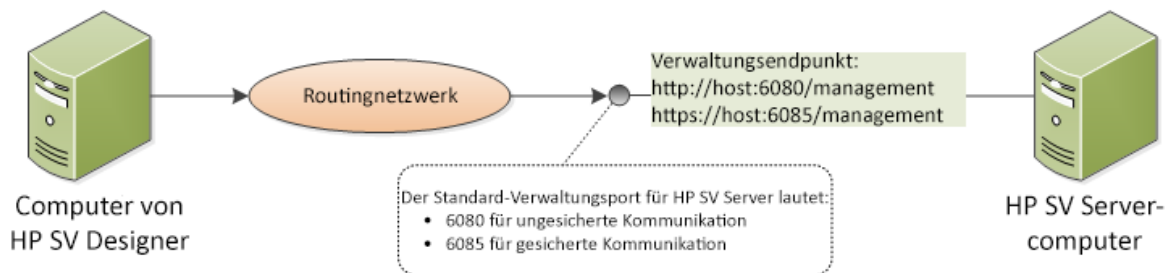 Computer von
HP SV Designer
Routingnetzwerk
Verwaltungsendpunkt:
http://host:6080/management
https://host:6085/management
Der Standard-Verwaltungsport für HP SV Server lautet:
• 6080 für ungesicherte Kommunikation
• 6085 für gesicherte Kommunikation
HP SV Server-
computer